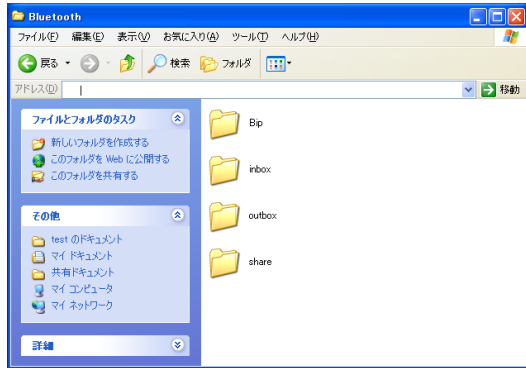 Bluetooth
ファイル(F) 編集(E) 表示(V) お気に入り(A) ツール(T) ヘルプ(H)
戻る 検索 フォルダ
アドレス(D) 移動
ファイルとフォルダのタスク
新しいフォルダを作成する
このフォルダを Web に公開する
このフォルダを共有する
その他
test のドキュメント
マイ ドキュメント
共有ドキュメント
マイ コンピュータ
マイ ネットワーク
詳細
Bip
inbox
outbox
share